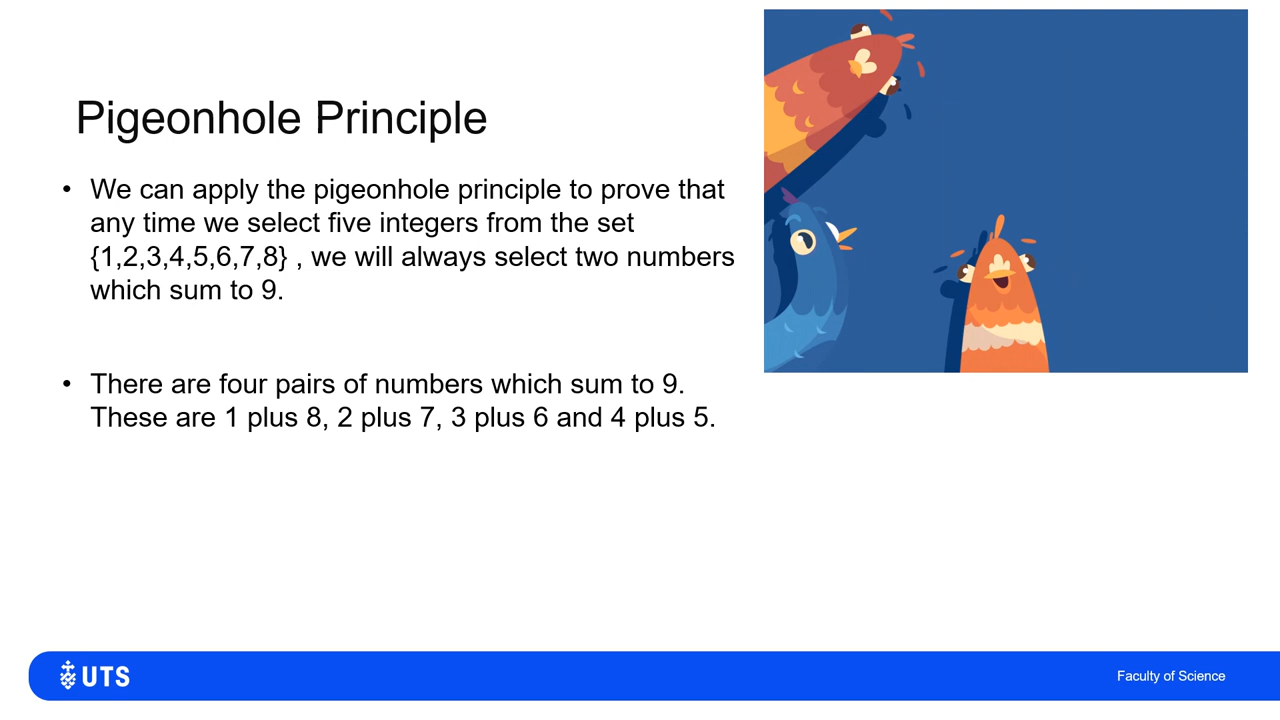 Pigeonhole Principle
• We can apply the pigeonhole principle to prove that
any time we select five integers from the set
{1,2,3,4,5,6,7,8} , we will always select two numbers
which sum to 9.
• There are four pairs of numbers which sum to 9.
These are 1 plus 8, 2 plus 7, 3 plus 6 and 4 plus 5.
UTS
Faculty of Science